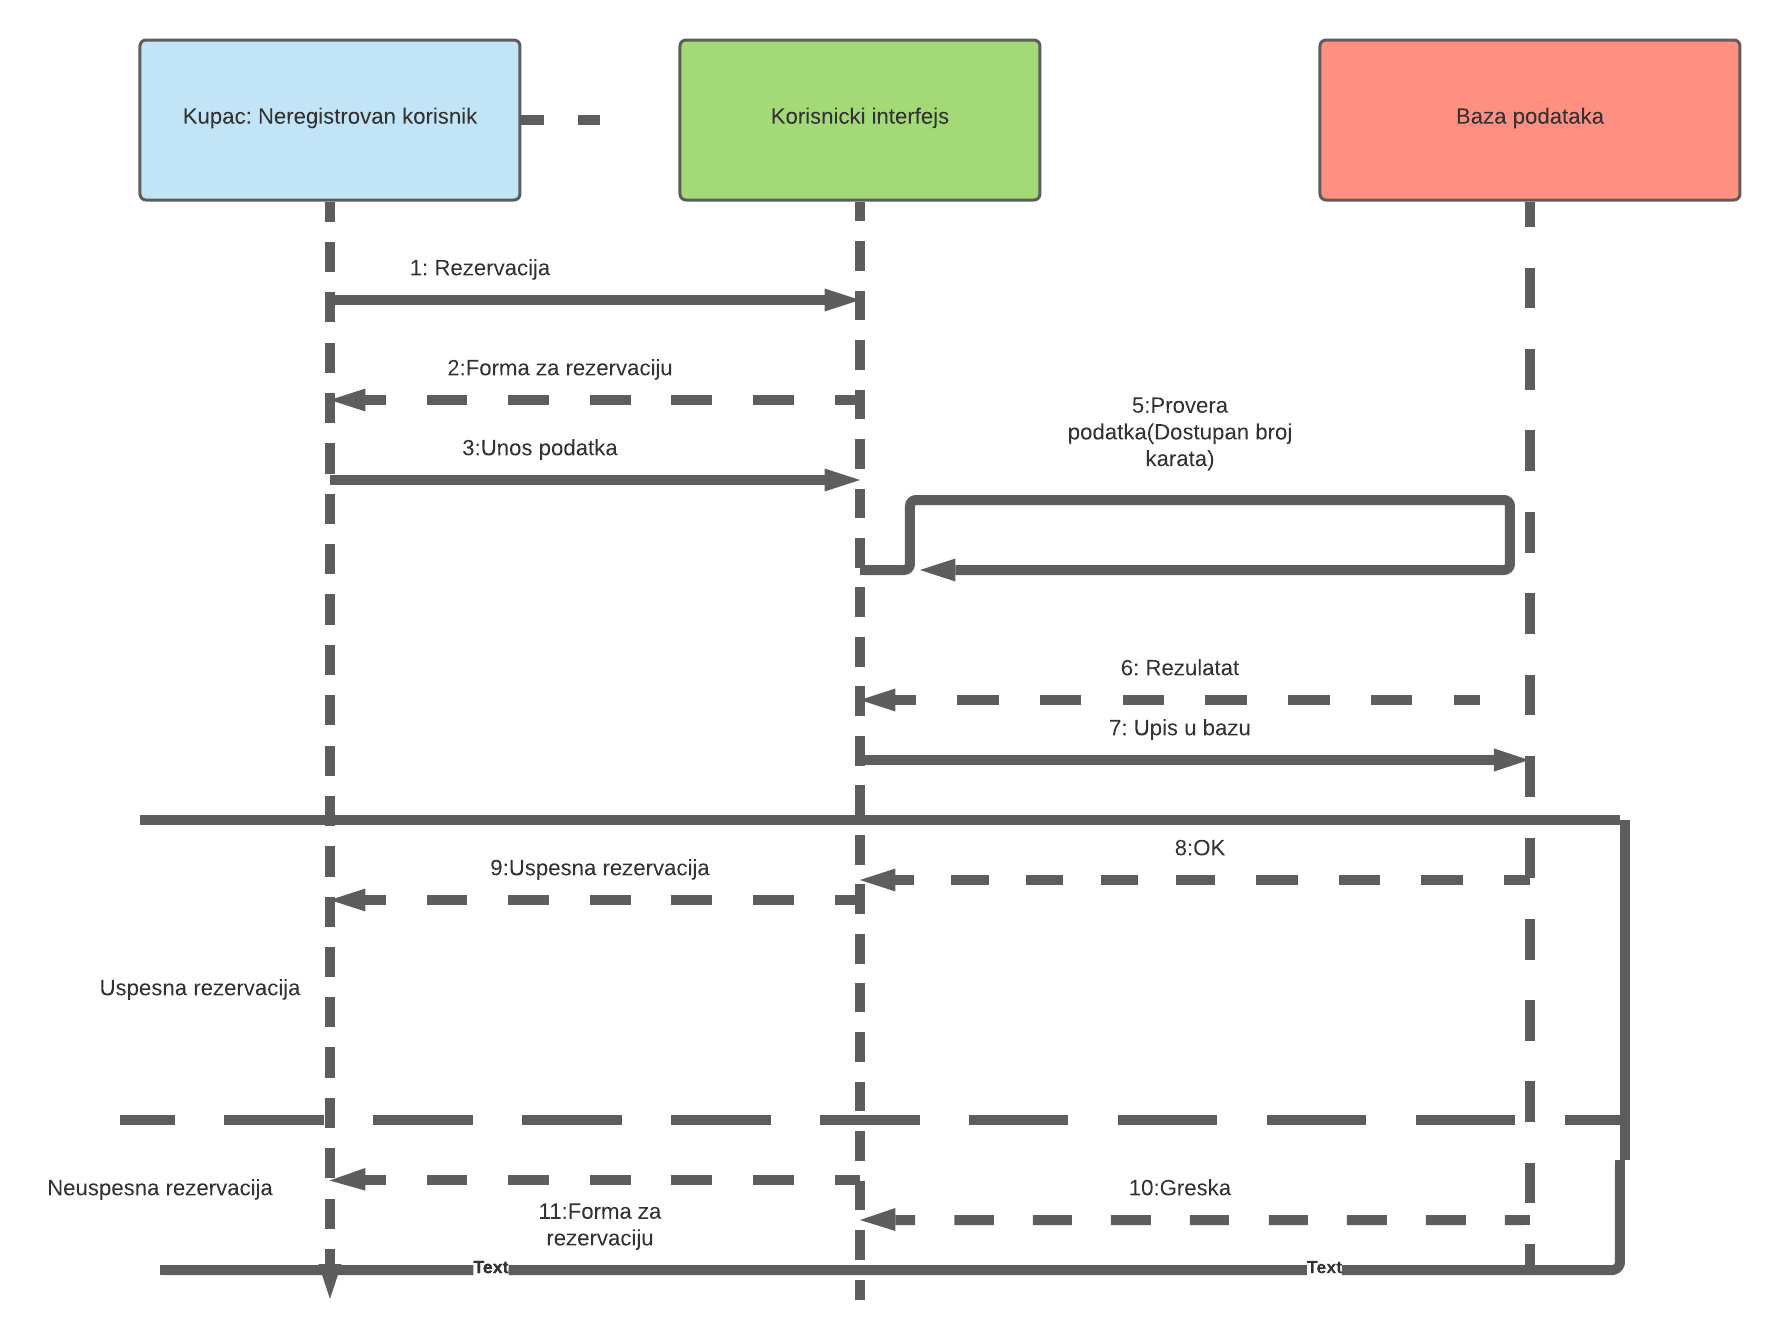 Kupac: Neregistrovan korisnik
Korisnicki interfejs
Baza podataka
1: Rezervacija
2:Forma za rezervaciju
3:Unos podatka
5:Provera
podatka(Dostupan broj
karata)
6: Rezulatat
7: Upis u bazu
8:OK
9:Uspesna rezervacija
Uspesna rezervacija
Neuspesna rezervacija
10:Greska
11:Forma za
rezervaciju
Text
Text